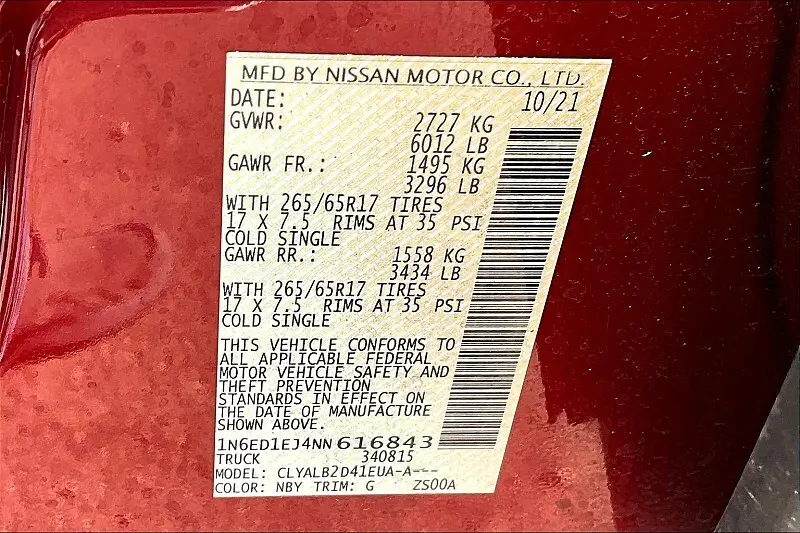 MFD BY NISSAN MOTOR CO., LTD.
DATE: 10/21
GVWR: 2727 KG
6012 LB
GAWR FR.: 1495 KG
3296 LB
WITH 265/65R17 TIRES
17 X 7.5 RIMS AT 35 PSI
COLD SINGLE
GAWR RR.: 1558 KG
3434 LB
WITH 265/65R17 TIRES
17 X 7.5 RIMS AT 35 PSI
COLD SINGLE
THIS VEHICLE CONFORMS TO
ALL APPLICABLE FEDERAL
MOTOR VEHICLE SAFETY AND
THEFT PREVENTION
STANDARDS IN EFFECT ON
THE DATE OF MANUFACTURE
SHOWN ABOVE.
1N6ED1EJ4NN616843
TRUCK 340815
MODEL: CLYALB2D41EUA-A---
COLOR: NBY TRIM: G ZS00A